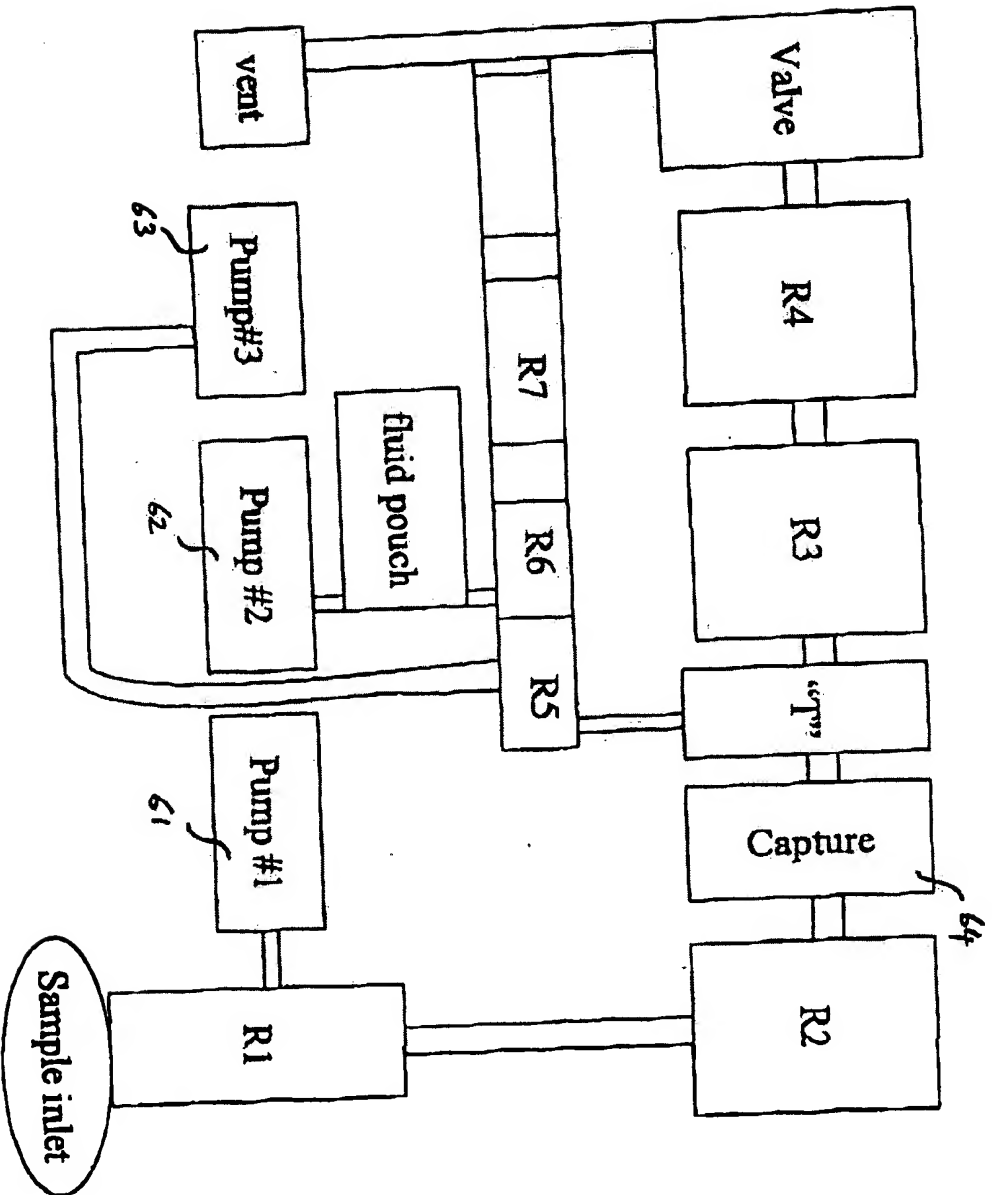 64
Valve
R4
R3
“T”
Capture
R2
R7
R6
R5
fluid pouch
vent
Pump#3
Pump #2
Pump #1
R1
63
62
61
Sample inlet